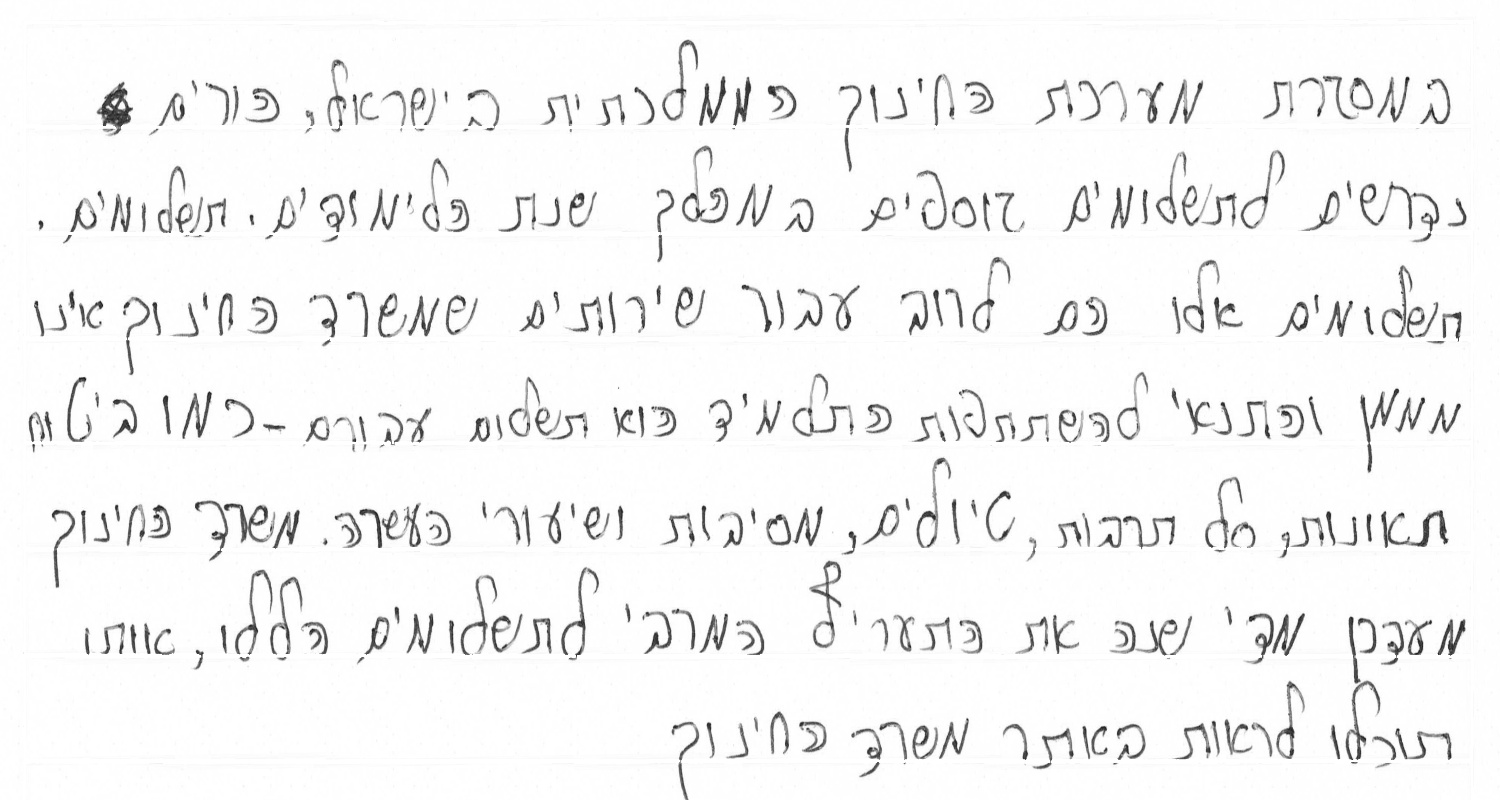 במסגרת מערכת החינוך הממלכתית בישראל, הורים
נדרשים לתשלומים נוספים במהלך שנת הלימודים. תשלומים.
תשלומים אלו הם לרוב עבור שירותים שמשרד החינוך אינו
מממן והתנאי להשתתפות התלמיד הוא תשלום עבורם – כמו ביטוח
תאונות, סל תרבות, טיולים, מסיבות ושיעורי העשרה. משרד החינוך
מעדכן מדי שנה את התעריף המרבי לתשלומים הללו, אותו
תוכלו לראות באתר משרד החינוך